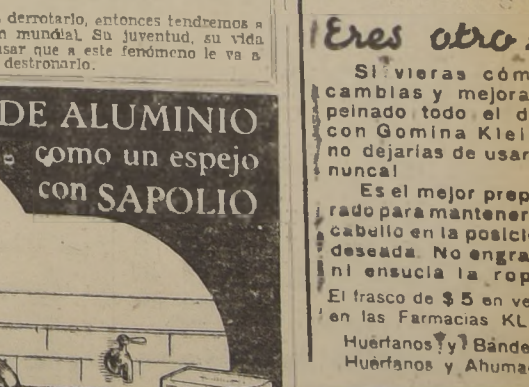 derrotarlo, entonces tendremos a
n mundial. Su juventud, su vida
sar que a este fenómeno le va a
destronarlo.
DE ALUMINIO
como un espejo
con SAPOLIO
¡Eres otro
Si vieras cóm
cambias y mejora
peinado todo el d
con Gomina Klei
no dejarías de usar
nunca!
Es el mejor prep
rado para mantener
cabello en la posici
deseada. No engra
ni ensucia la rop
El frasco de $ 5 en ve
en las Farmacias KL
Huérfanos y Bande
Huérfanos y Ahuma